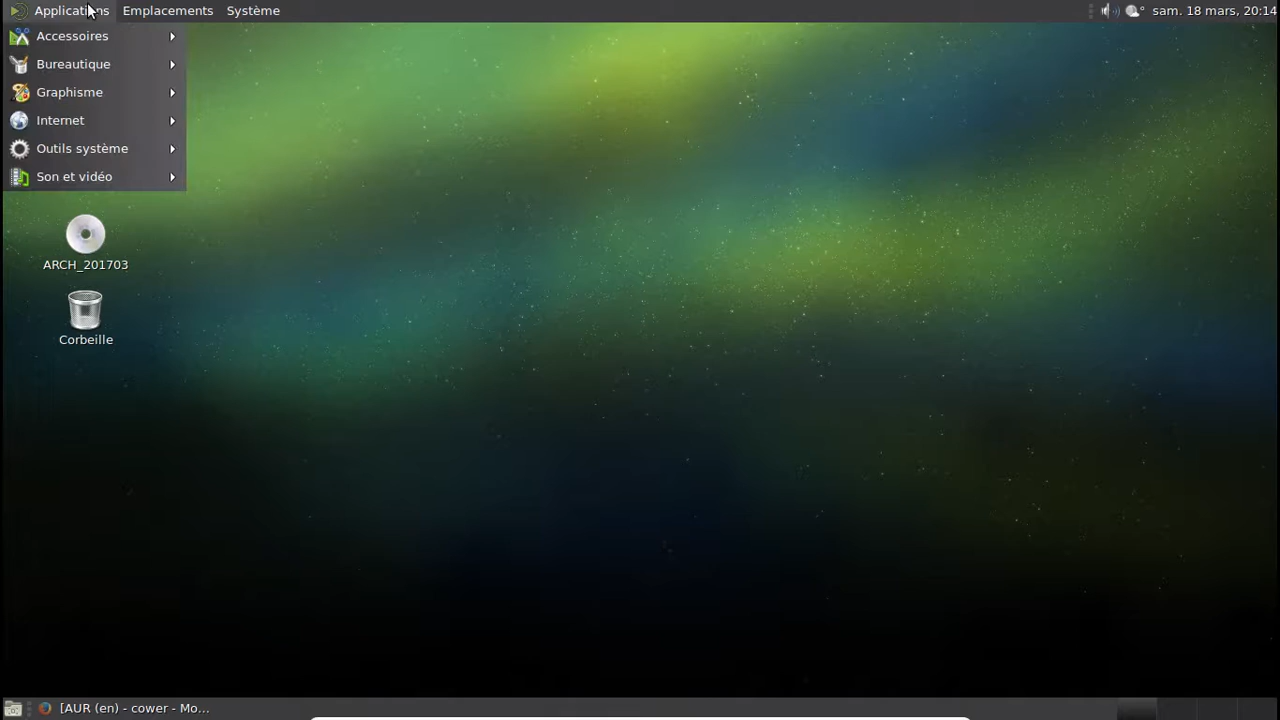 Applications Emplacements Système sam. 18 mars, 20:14
Accessoires
Bureautique
Graphisme
Internet
Outils système
Son et vidéo
ARCH_201703
Corbeille
[AUR (en) - cower - Mo...